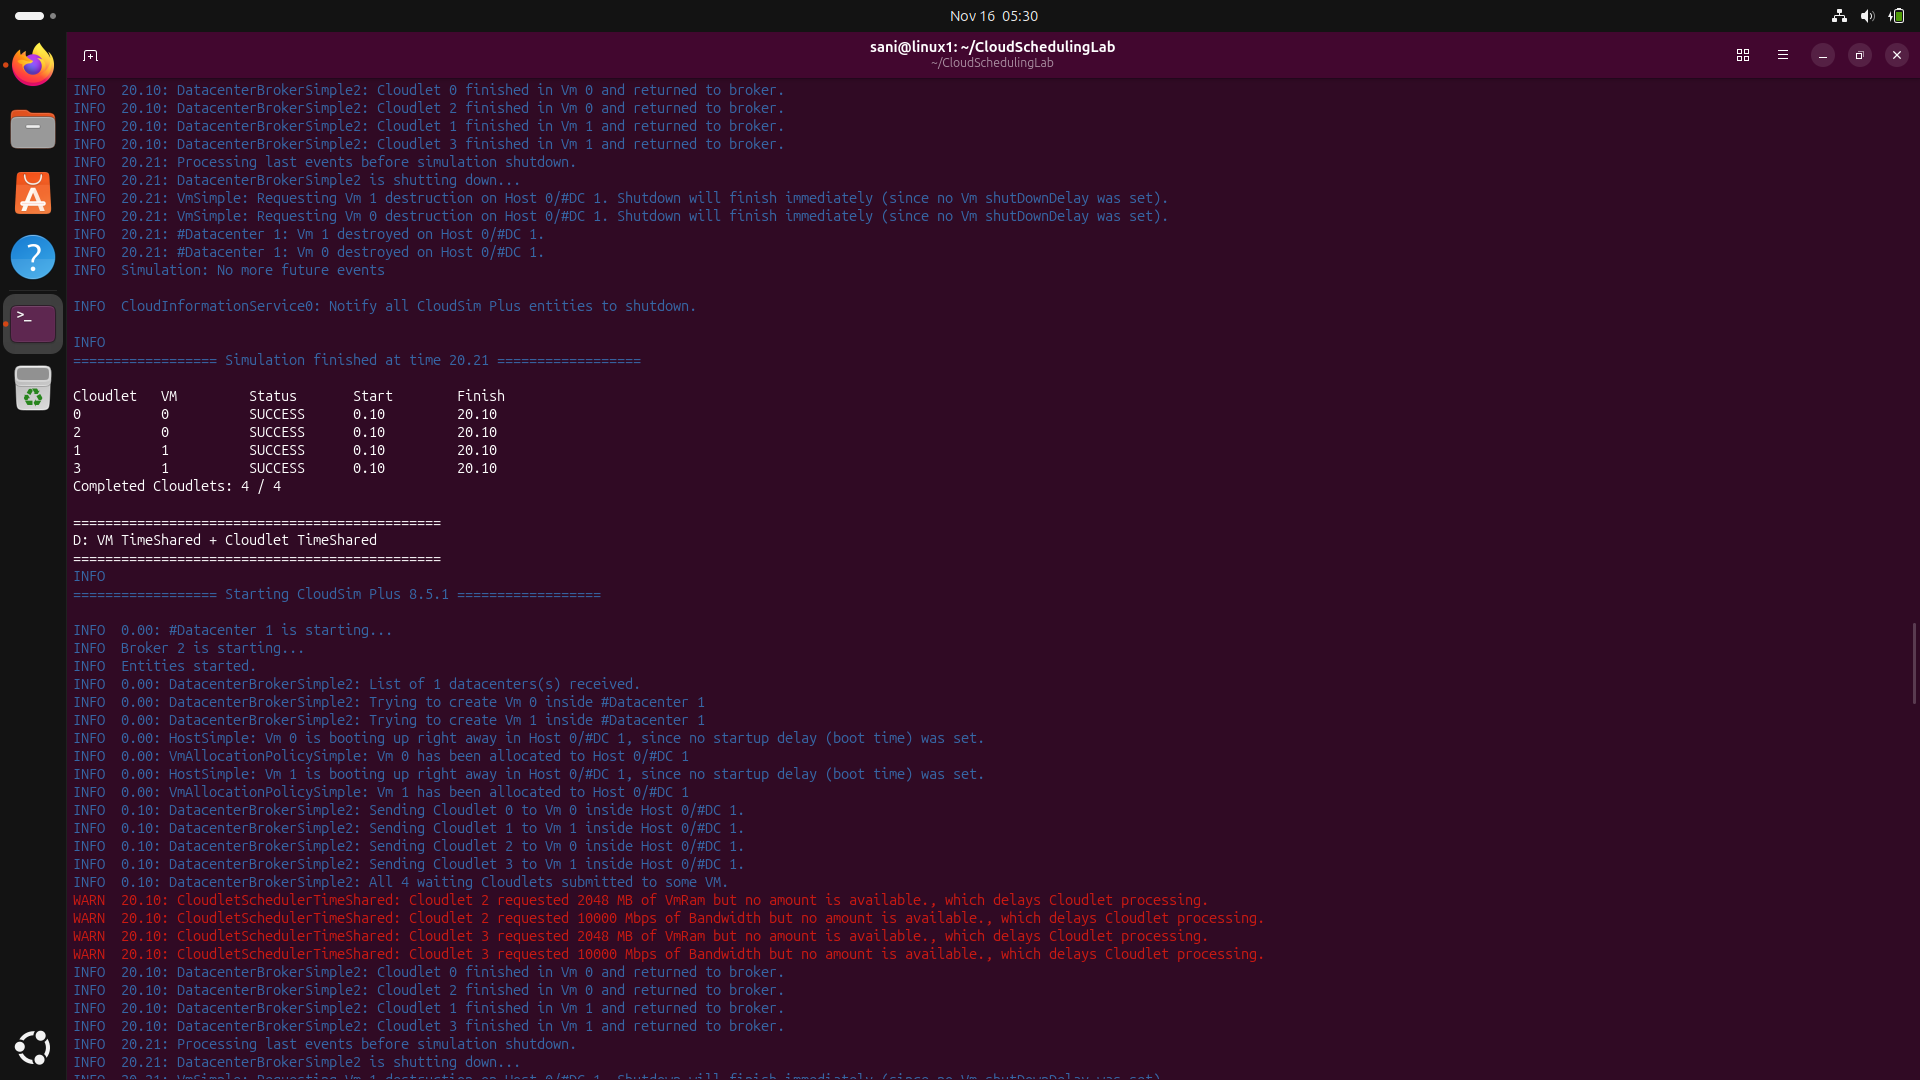 Nov 16 05:30
sani@linux1: ~/CloudSchedulingLab
~/CloudSchedulingLab
INFO  20.10: DatacenterBrokerSimple2: Cloudlet 0 finished in Vm 0 and returned to broker.
INFO  20.10: DatacenterBrokerSimple2: Cloudlet 2 finished in Vm 0 and returned to broker.
INFO  20.10: DatacenterBrokerSimple2: Cloudlet 1 finished in Vm 1 and returned to broker.
INFO  20.10: DatacenterBrokerSimple2: Cloudlet 3 finished in Vm 1 and returned to broker.
INFO  20.21: Processing last events before simulation shutdown.
INFO  20.21: DatacenterBrokerSimple2 is shutting down...
INFO  20.21: VmSimple: Requesting Vm 1 destruction on Host 0/#DC 1. Shutdown will finish immediately (since no Vm shutDownDelay was set).
INFO  20.21: VmSimple: Requesting Vm 0 destruction on Host 0/#DC 1. Shutdown will finish immediately (since no Vm shutDownDelay was set).
INFO  20.21: #Datacenter 1: Vm 1 destroyed on Host 0/#DC 1.
INFO  20.21: #Datacenter 1: Vm 0 destroyed on Host 0/#DC 1.
INFO  Simulation: No more future events
INFO  CloudInformationService0: Notify all CloudSim Plus entities to shutdown.
INFO
================== Simulation finished at time 20.21 ==================
Cloudlet   VM         Status       Start        Finish
0          0          SUCCESS      0.10         20.10
2          0          SUCCESS      0.10         20.10
1          1          SUCCESS      0.10         20.10
3          1          SUCCESS      0.10         20.10
Completed Cloudlets: 4 / 4
==============================================
D: VM TimeShared + Cloudlet TimeShared
==============================================
INFO
================== Starting CloudSim Plus 8.5.1 ==================
INFO  0.00: #Datacenter 1 is starting...
INFO  Broker 2 is starting...
INFO  Entities started.
INFO  0.00: DatacenterBrokerSimple2: List of 1 datacenters(s) received.
INFO  0.00: DatacenterBrokerSimple2: Trying to create Vm 0 inside #Datacenter 1
INFO  0.00: DatacenterBrokerSimple2: Trying to create Vm 1 inside #Datacenter 1
INFO  0.00: HostSimple: Vm 0 is booting up right away in Host 0/#DC 1, since no startup delay (boot time) was set.
INFO  0.00: VmAllocationPolicySimple: Vm 0 has been allocated to Host 0/#DC 1
INFO  0.00: HostSimple: Vm 1 is booting up right away in Host 0/#DC 1, since no startup delay (boot time) was set.
INFO  0.00: VmAllocationPolicySimple: Vm 1 has been allocated to Host 0/#DC 1
INFO  0.10: DatacenterBrokerSimple2: Sending Cloudlet 0 to Vm 0 inside Host 0/#DC 1.
INFO  0.10: DatacenterBrokerSimple2: Sending Cloudlet 1 to Vm 1 inside Host 0/#DC 1.
INFO  0.10: DatacenterBrokerSimple2: Sending Cloudlet 2 to Vm 0 inside Host 0/#DC 1.
INFO  0.10: DatacenterBrokerSimple2: Sending Cloudlet 3 to Vm 1 inside Host 0/#DC 1.
INFO  0.10: DatacenterBrokerSimple2: All 4 waiting Cloudlets submitted to some VM.
WARN  20.10: CloudletSchedulerTimeShared: Cloudlet 2 requested 2048 MB of VmRam but no amount is available., which delays Cloudlet processing.
WARN  20.10: CloudletSchedulerTimeShared: Cloudlet 2 requested 10000 Mbps of Bandwidth but no amount is available., which delays Cloudlet processing.
WARN  20.10: CloudletSchedulerTimeShared: Cloudlet 3 requested 2048 MB of VmRam but no amount is available., which delays Cloudlet processing.
WARN  20.10: CloudletSchedulerTimeShared: Cloudlet 3 requested 10000 Mbps of Bandwidth but no amount is available., which delays Cloudlet processing.
INFO  20.10: DatacenterBrokerSimple2: Cloudlet 0 finished in Vm 0 and returned to broker.
INFO  20.10: DatacenterBrokerSimple2: Cloudlet 2 finished in Vm 0 and returned to broker.
INFO  20.10: DatacenterBrokerSimple2: Cloudlet 1 finished in Vm 1 and returned to broker.
INFO  20.10: DatacenterBrokerSimple2: Cloudlet 3 finished in Vm 1 and returned to broker.
INFO  20.21: Processing last events before simulation shutdown.
INFO  20.21: DatacenterBrokerSimple2 is shutting down...
INFO  20.21: VmSimple: Requesting Vm 1 destruction on Host 0/#DC 1. Shutdown will finish immediately (since no Vm shutDownDelay was set).